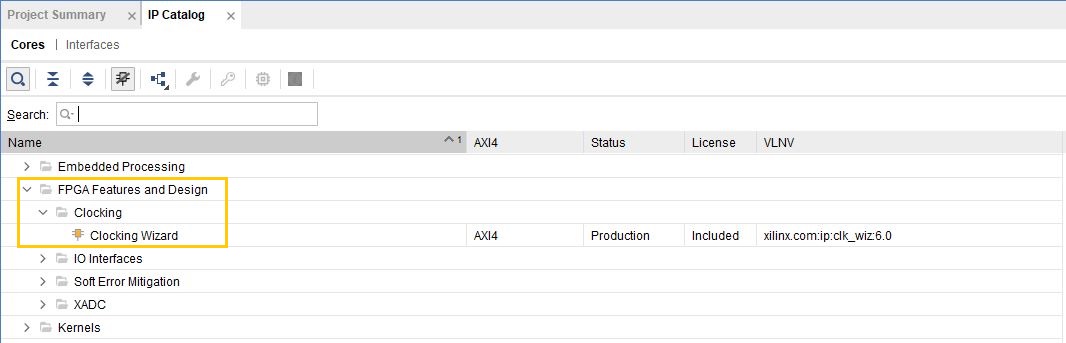 Project Summary × IP Catalog ×
Cores Interfaces
Search:
Name 1 AXI4 Status License VLNV
Embedded Processing
FPGA Features and Design
Clocking
Clocking Wizard AXI4 Production Included xilinx.com:ip:clk_wiz:6.0
IO Interfaces
Soft Error Mitigation
XADC
Kernels